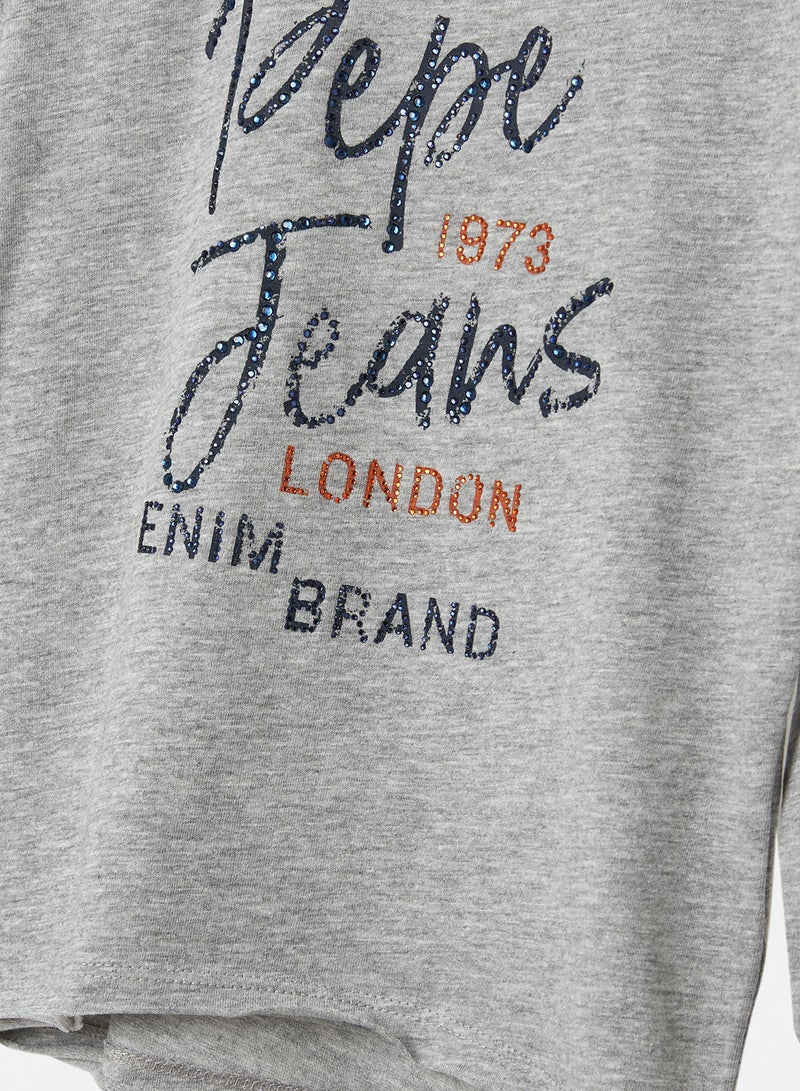 Pepe
1973
Jeans
LONDON
ENIM
BRAND